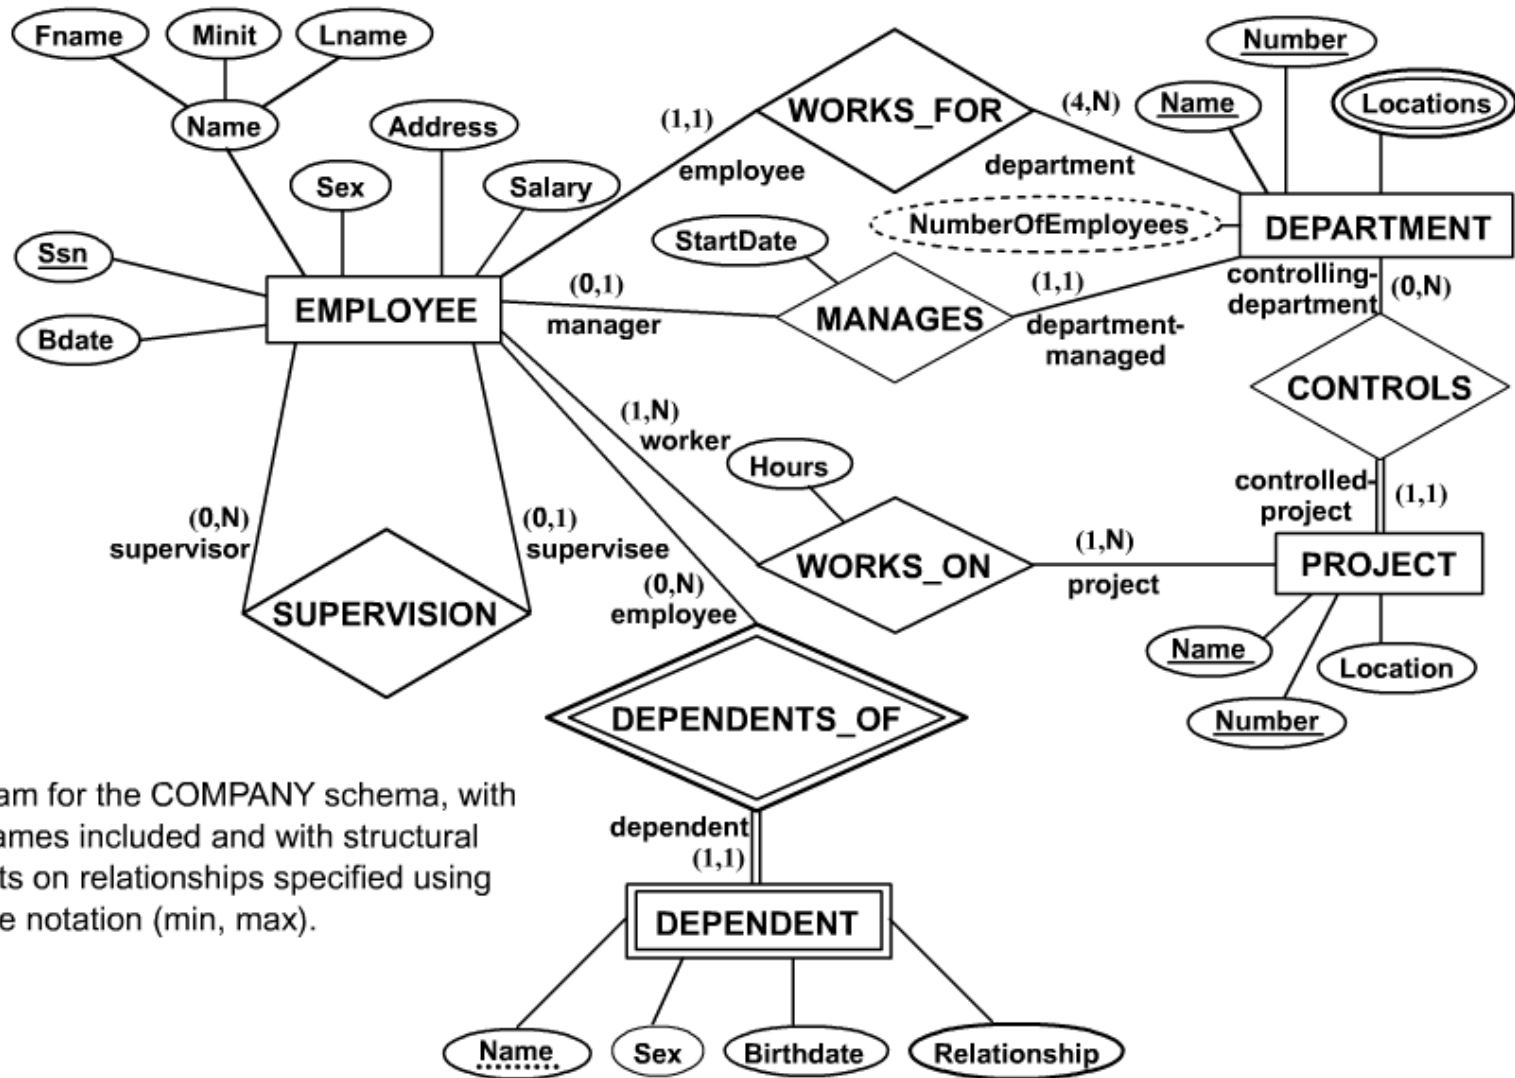 Fname
Minit
Lname
Number
Name
Locations
WORKS_FOR
(1,1)
employee
(4,N)
department
Name
Address
Sex
Salary
Ssn
Bdate
EMPLOYEE
NumberOfEmployees
DEPARTMENT
StartDate
(0,1)
manager
MANAGES
(1,1)
department-
managed
controlling-
department
(0,N)
CONTROLS
(1,N)
worker
Hours
controlled-
project
(1,1)
(0,N)
supervisor
(0,1)
supervisee
SUPERVISION
WORKS_ON
(1,N)
project
PROJECT
(0,N)
employee
Name
Number
Location
DEPENDENTS_OF
am for the COMPANY schema, with
ames included and with structural
ts on relationships specified using
e notation (min, max).
dependent
(1,1)
DEPENDENT
Name
Sex
Birthdate
Relationship